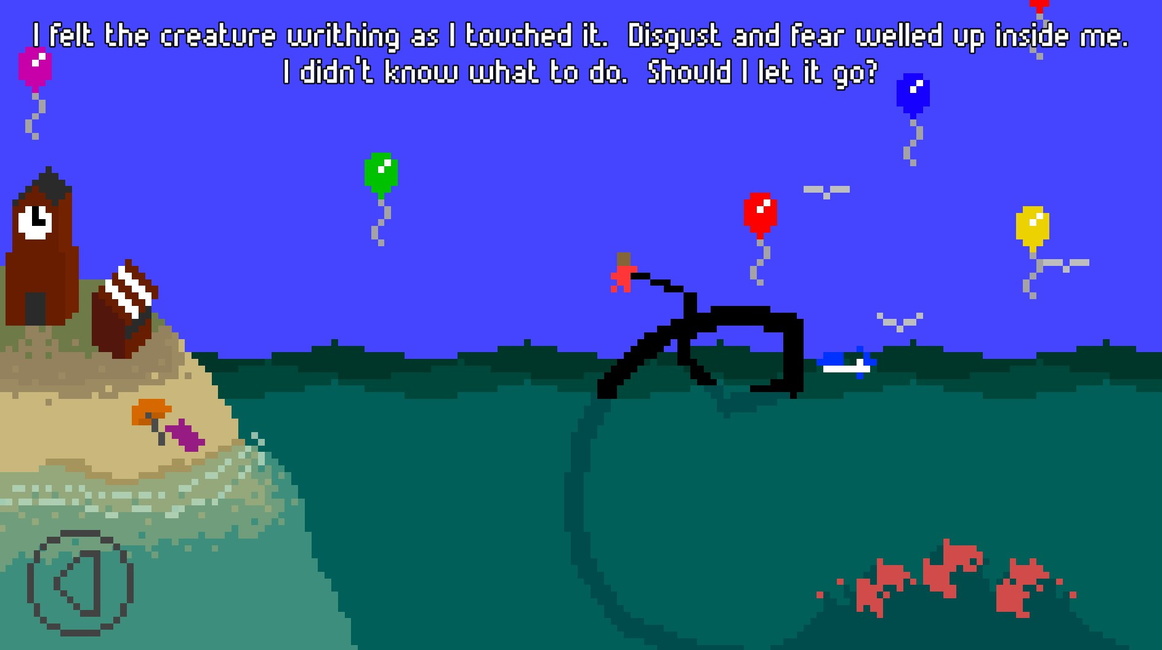 I felt the creature writhing as I touched it.  Disgust and fear welled up inside me.
I didn't know what to do.  Should I let it go?